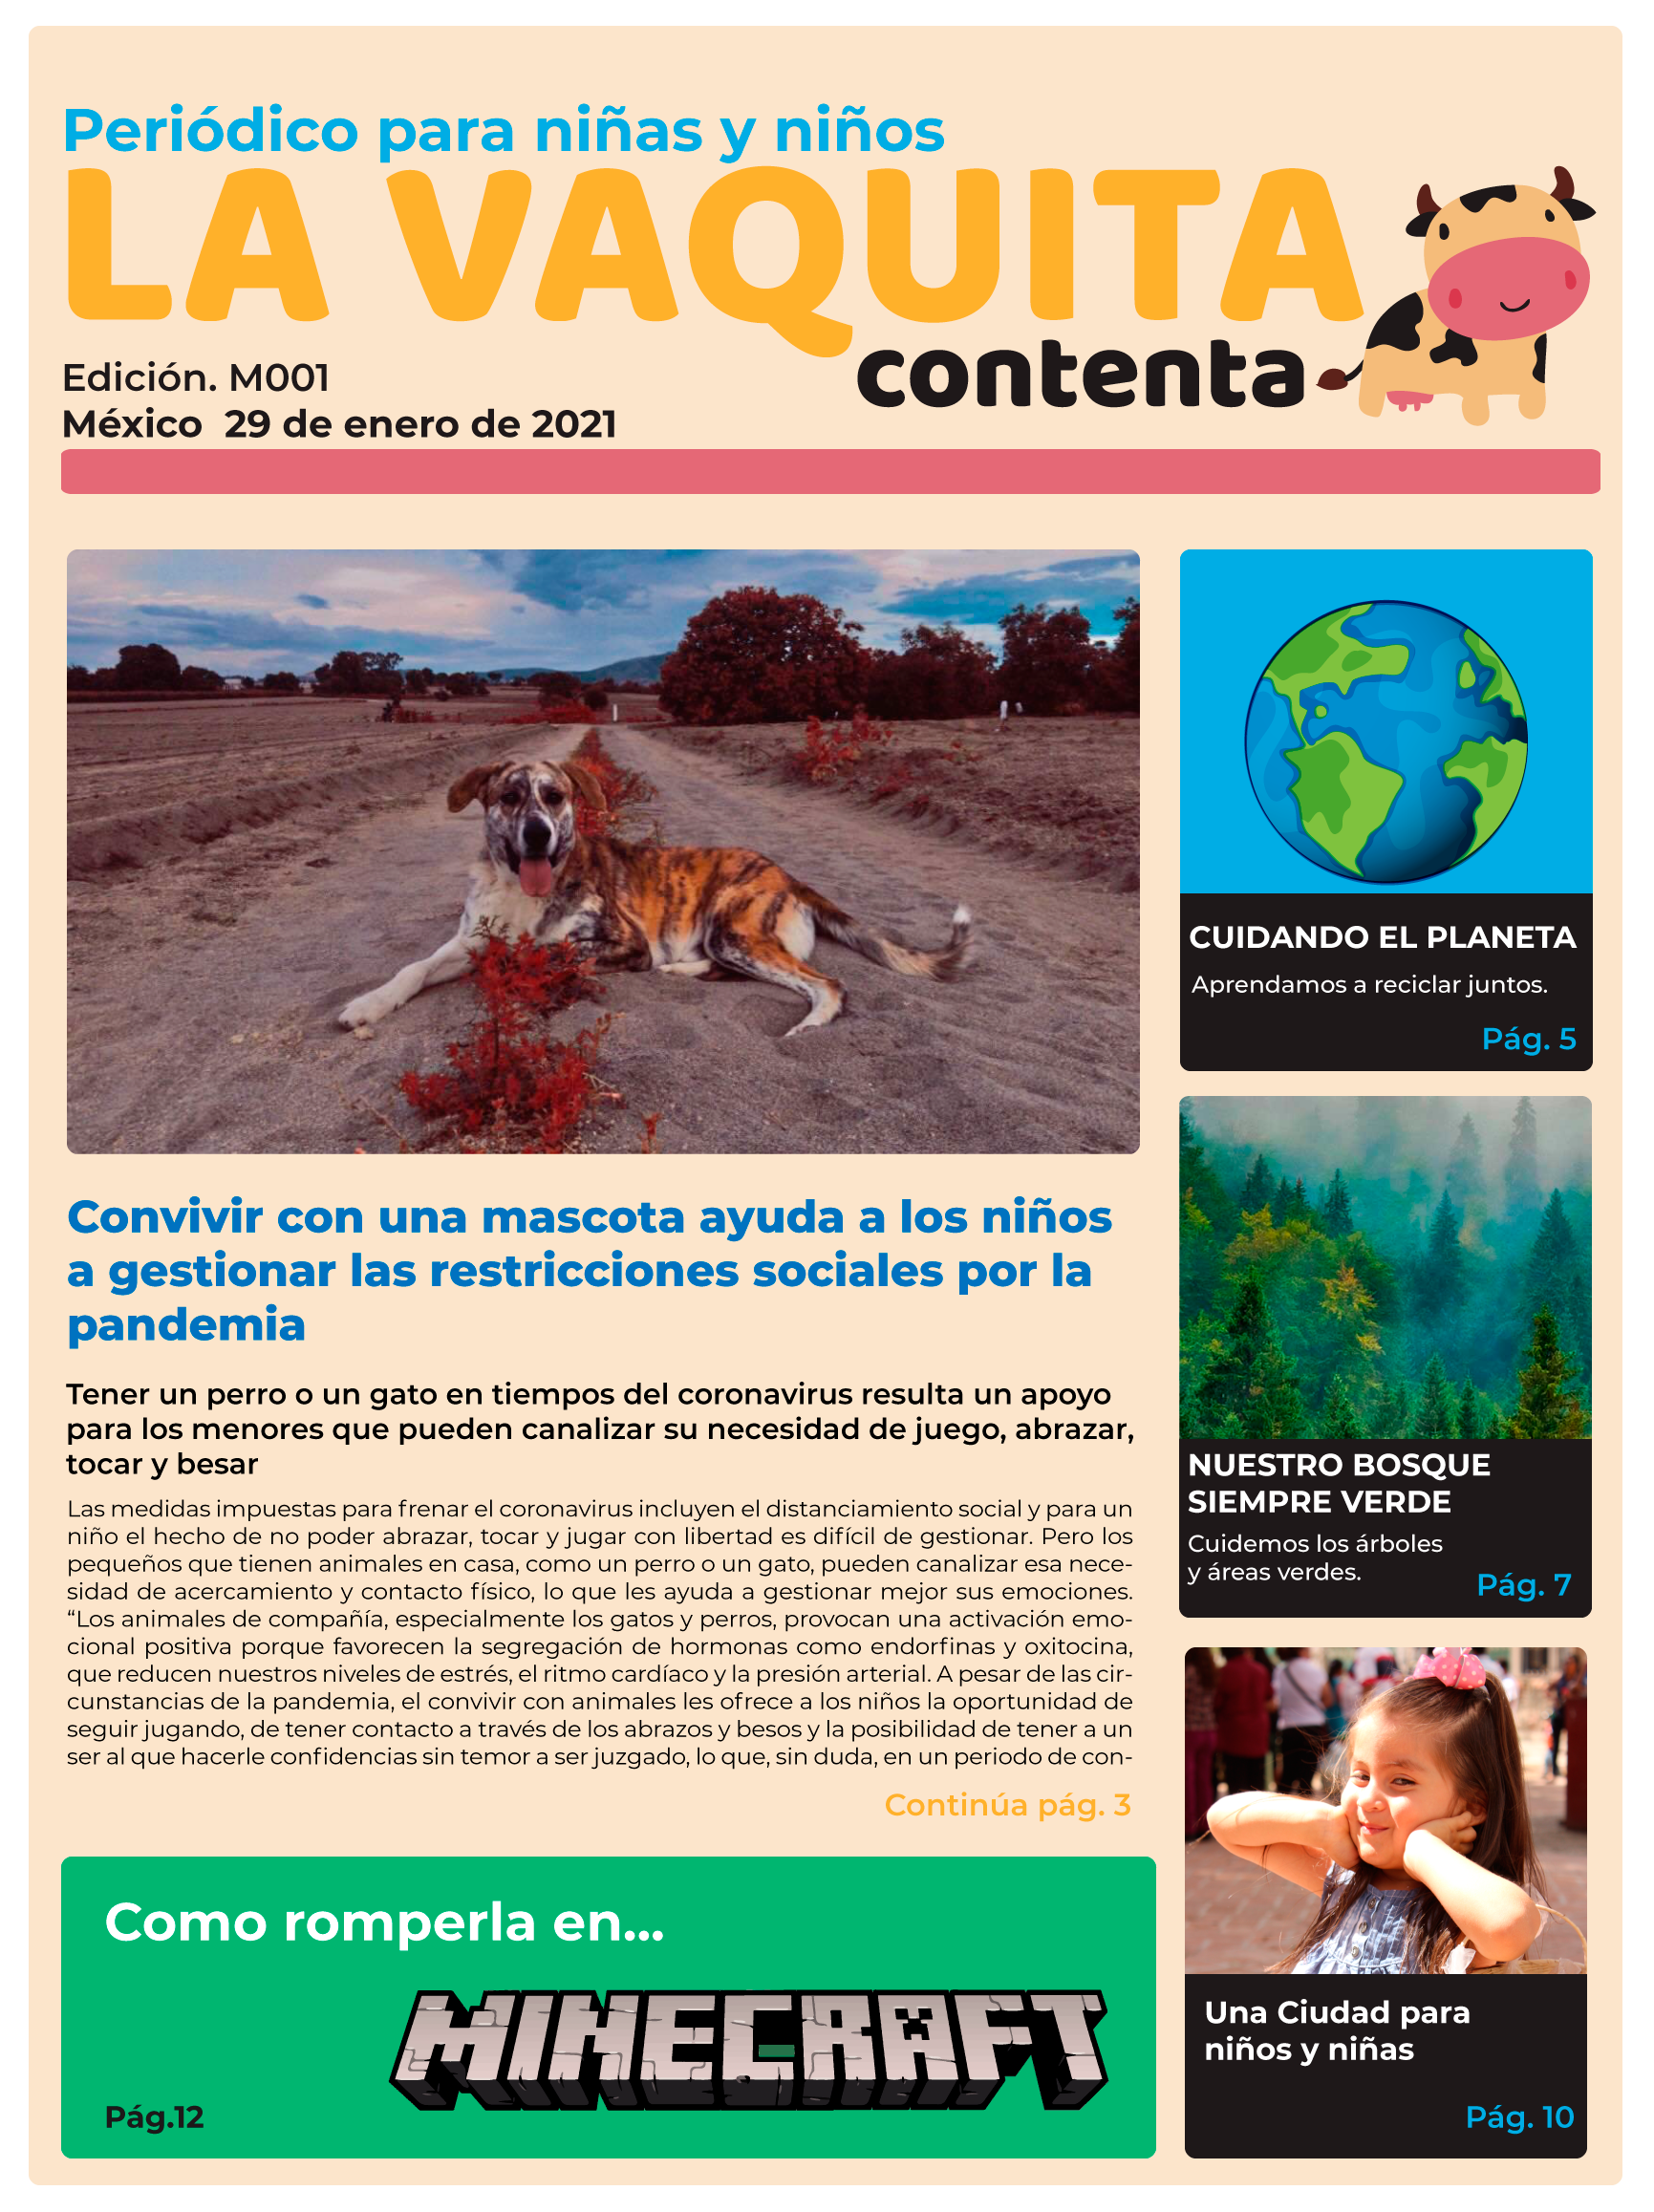 Periódico para niñas y niños
LA VAQUITA
contenta
Edición. M001
México 29 de enero de 2021
Convivir con una mascota ayuda a los niños
a gestionar las restricciones sociales por la
pandemia
Tener un perro o un gato en tiempos del coronavirus resulta un apoyo
para los menores que pueden canalizar su necesidad de juego, abrazar,
tocar y besar
Las medidas impuestas para frenar el coronavirus incluyen el distanciamiento social y para un
niño el hecho de no poder abrazar, tocar y jugar con libertad es difícil de gestionar. Pero los
pequeños que tienen animales en casa, como un perro o un gato, pueden canalizar esa nece-
sidad de acercamiento y contacto físico, lo que les ayuda a gestionar mejor sus emociones.
“Los animales de compañía, especialmente los gatos y perros, provocan una activación emo-
cional positiva porque favorecen la segregación de hormonas como endorfinas y oxitocina,
que reducen nuestros niveles de estrés, el ritmo cardíaco y la presión arterial. A pesar de las cir-
cunstancias de la pandemia, el convivir con animales les ofrece a los niños la oportunidad de
seguir jugando, de tener contacto a través de los abrazos y besos y la posibilidad de tener a un
ser al que hacerle confidencias sin temor a ser juzgado, lo que, sin duda, en un periodo de con-
Continúa pág. 3
Como romperla en...
MINECRAFT
Pág.12
CUIDANDO EL PLANETA
Aprendamos a reciclar juntos.
Pág. 5
NUESTRO BOSQUE
SIEMPRE VERDE
Cuidemos los árboles
y áreas verdes.
Pág. 7
Una Ciudad para
niños y niñas
Pág. 10